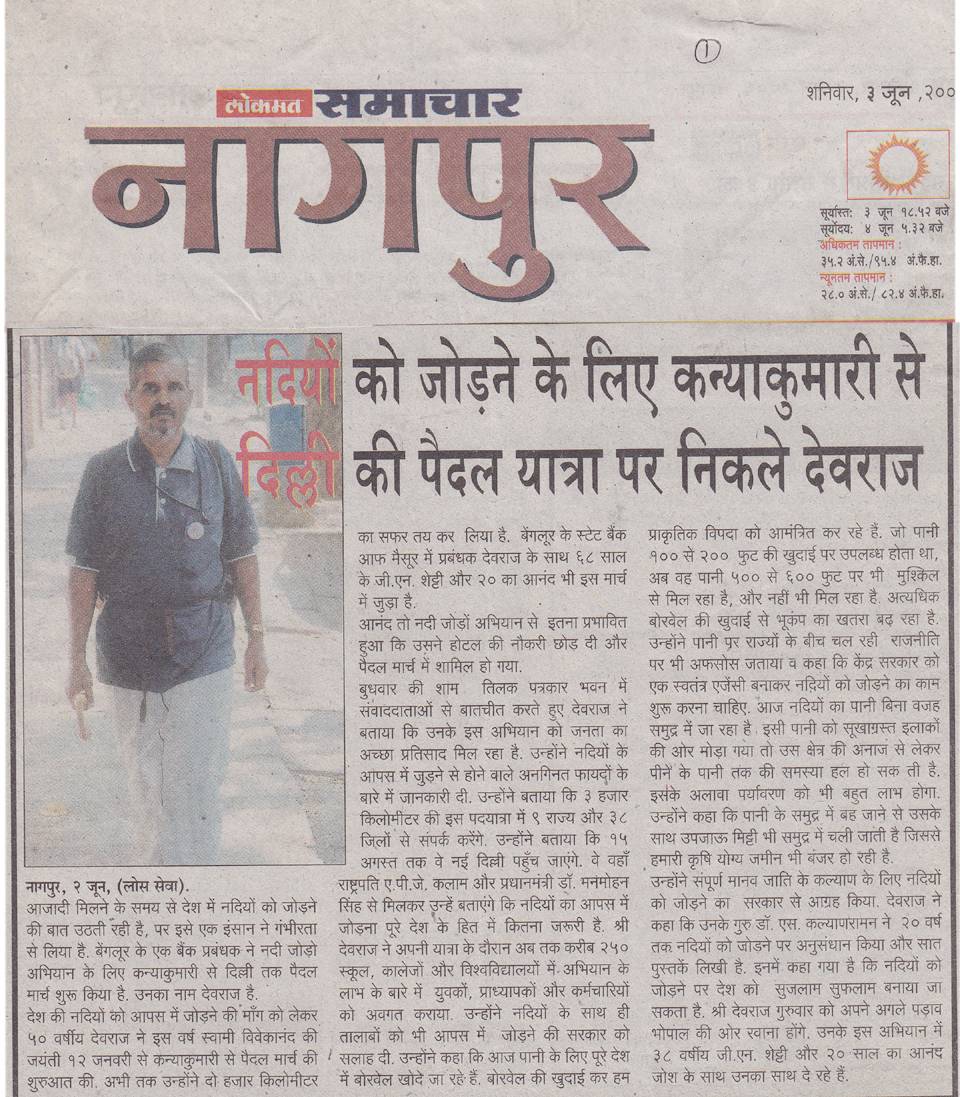 १
लोकमत समाचार
नागपुर
शनिवार, ३ जून ,२००
सूर्यास्त: ३ जून १८.५२ बजे
सूर्योदय: ४ जून ५.३२ बजे
अधिकतम तापमान :
३५.२ अं.से./९५.४ अं.फै.हा.
न्यूनतम तापमान :
२८.० अं.से./ ८२.४ अं.फै.हा.
नदियों को जोड़ने के लिए कन्याकुमारी से
दिल्ली की पैदल यात्रा पर निकले देवराज
नागपुर, २ जून, (लोस सेवा).
आजादी मिलने के समय से देश में नदियों को जोड़ने
की बात उठती रही है, पर इसे एक इंसान ने गंभीरता
से लिया है. बेंगलूर के एक बैंक प्रबंधक ने नदी जोड़ो
अभियान के लिए कन्याकुमारी से दिल्ली तक पैदल
मार्च शुरू किया है. उनका नाम देवराज है.
देश की नदियों को आपस में जोड़ने की माँग को लेकर
५० वर्षीय देवराज ने इस वर्ष स्वामी विवेकानंद की
जयंती १२ जनवरी से कन्याकुमारी से पैदल मार्च की
शुरुआत की. अभी तक उन्होंने दो हजार किलोमीटर
का सफर तय कर लिया है. बेंगलूर के स्टेट बैंक
आफ मैसूर में प्रबंधक देवराज के साथ ६८ साल
के जी.एन. शेट्टी और २० का आनंद भी इस मार्च
में जुड़ा है.
आनंद तो नदी जोडों अभियान से इतना प्रभावित
हुआ कि उसने होटल की नौकरी छोड दी और
पैदल मार्च में शामिल हो गया.
बुधवार की शाम तिलक पत्रकार भवन में
संवाददाताओं से बातचीत करते हुए देवराज ने
बताया कि उनके इस अभियान को जनता का
अच्छा प्रतिसाद मिल रहा है. उन्होंने नदियों के
आपस में जुड़ने से होने वाले अनगिनत फायदों के
बारे में जानकारी दी. उन्होंने बताया कि ३ हजार
किलोमीटर की इस पदयात्रा में ९ राज्य और ३८
जिलों से संपर्क करेंगे. उन्होंने बताया कि १५
अगस्त तक वे नई दिल्ली पहुँच जाएंगे. वे वहाँ
राष्ट्रपति ए.पी.जे. कलाम और प्रधानमंत्री डॉ. मनमोहन
सिंह से मिलकर उन्हें बताएंगे कि नदियों का आपस में
जोड़ना पूरे देश के हित में कितना जरूरी है. श्री
देवराज ने अपनी यात्रा के दौरान अब तक करीब २५०
स्कूल, कालेजों और विश्वविद्यालयों में अभियान के
लाभ के बारे में युवकों, प्राध्यापकों और कर्मचारियों
को अवगत कराया. उन्होंने नदियों के साथ ही
तालाबों को भी आपस में जोड़ने की सरकार को
सलाह दी. उन्होंने कहा कि आज पानी के लिए पूरे देश
में बोरवेल खोदे जा रहे हैं. बोरवेल की खुदाई कर हम
प्राकृतिक विपदा को आमंत्रित कर रहे हैं. जो पानी
१०० से २०० फुट की खुदाई पर उपलब्ध होता था,
अब वह पानी ५०० से ६०० फुट पर भी मुश्किल
से मिल रहा है, और नहीं भी मिल रहा है. अत्यधिक
बोरवेल की खुदाई से भूकंप का खतरा बढ़ रहा है.
उन्होंने पानी पर राज्यों के बीच चल रही राजनीति
पर भी अफसोस जताया व कहा कि केंद्र सरकार को
एक स्वतंत्र एजेंसी बनाकर नदियों को जोड़ने का काम
शुरू करना चाहिए. आज नदियों का पानी बिना वजह
समुद्र में जा रहा है. इसी पानी को सूखाग्रस्त इलाकों
की ओर मोड़ा गया तो उस क्षेत्र की अनाज से लेकर
पीने के पानी तक की समस्या हल हो सक ती है.
इसके अलावा पर्यावरण को भी बहुत लाभ होगा.
उन्होंने कहा कि पानी के समुद्र में बह जाने से उसके
साथ उपजाऊ मिट्टी भी समुद्र में चली जाती है जिससे
हमारी कृषि योग्य जमीन भी बंजर हो रही है.
उन्होंने संपूर्ण मानव जाति के कल्याण के लिए नदियों
को जोड़ने का सरकार से आग्रह किया. देवराज ने
कहा कि उनके गुरु डॉ. एस. कल्याणरामन ने २० वर्ष
तक नदियों को जोड़ने पर अनुसंधान किया और सात
पुस्तकें लिखी है. इनमें कहा गया है कि नदियों को
जोड़ने पर देश को सुजलाम सुफलाम बनाया जा
सकता है. श्री देवराज गुरुवार को अपने अगले पड़ाव
भोपाल की ओर रवाना होंगे. उनके इस अभियान में
३८ वर्षीय जी.एन. शेट्टी और २० साल का आनंद
जोश के साथ उनका साथ दे रहे हैं.